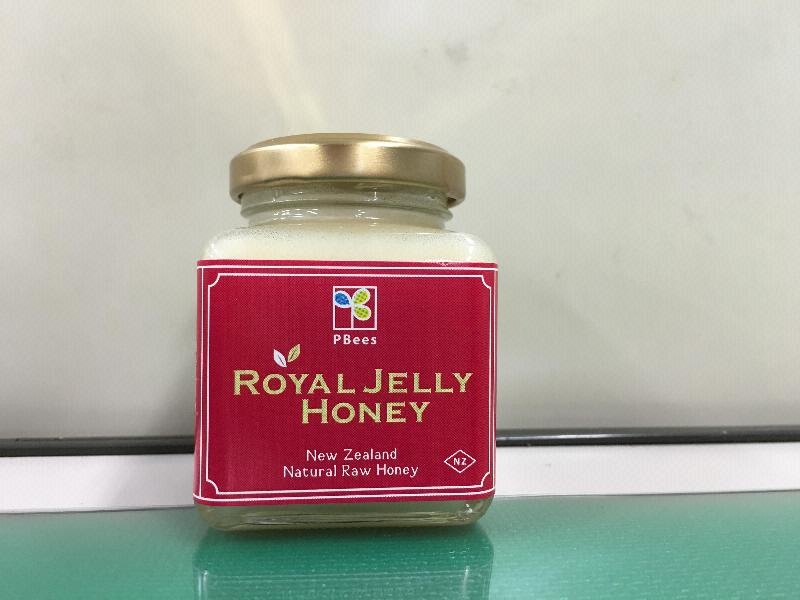 PBees
ROYAL JELLY
HONEY
New Zealand
Natural Raw Honey
NZ